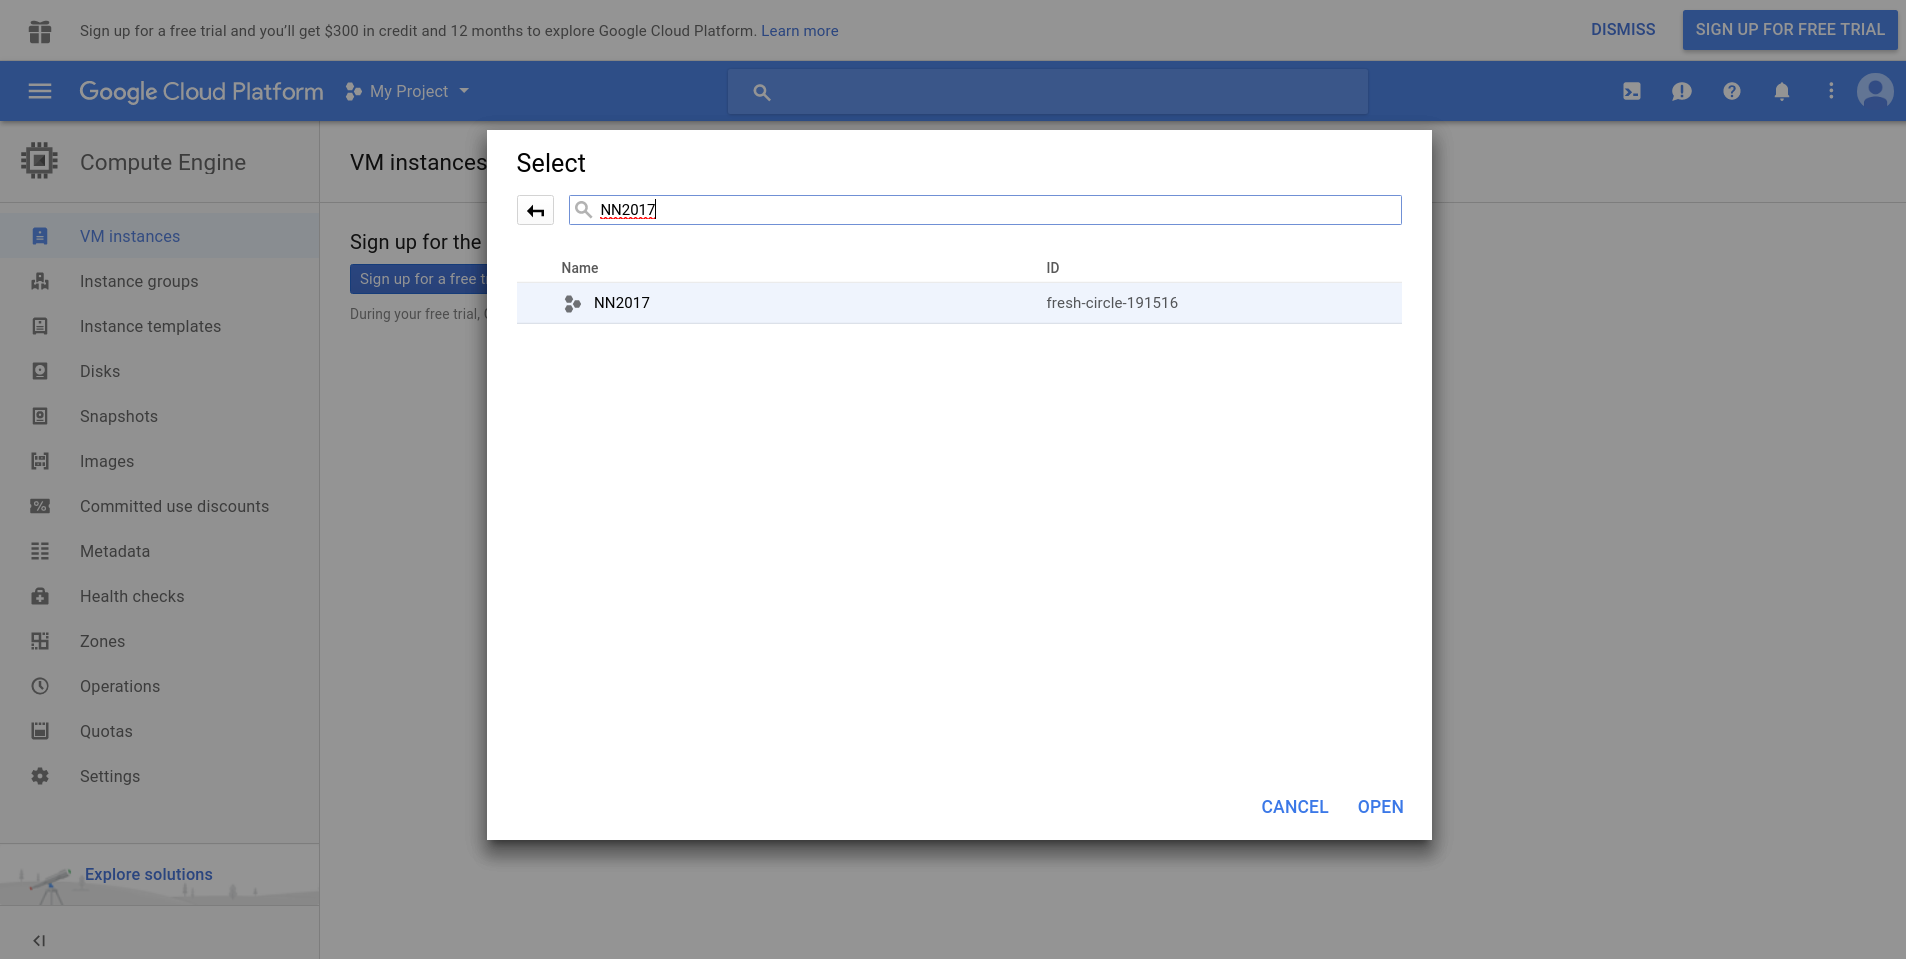 Sign up for a free trial and you'll get $300 in credit and 12 months to explore Google Cloud Platform. Learn more
DISMISS
SIGN UP FOR FREE TRIAL
Google Cloud Platform
My Project
Compute Engine
VM instances
Instance groups
Instance templates
Disks
Snapshots
Images
Committed use discounts
Metadata
Health checks
Zones
Operations
Quotas
Settings
Explore solutions
VM instances
Sign up for the
Sign up for a free t
During your free trial,
Select
NN2017
Name ID
NN2017 fresh-circle-191516
CANCEL OPEN